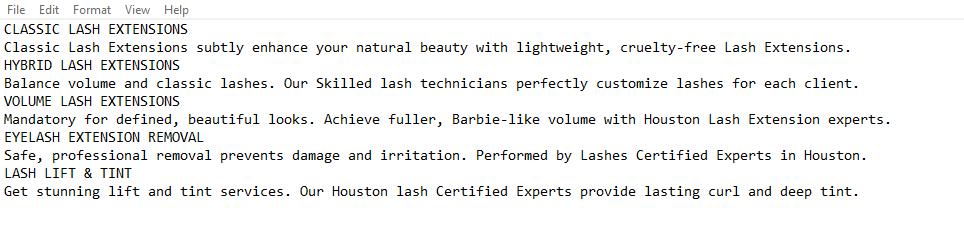 File Edit Format View Help
CLASSIC LASH EXTENSIONS
Classic Lash Extensions subtly enhance your natural beauty with lightweight, cruelty-free Lash Extensions.
HYBRID LASH EXTENSIONS
Balance volume and classic lashes. Our Skilled lash technicians perfectly customize lashes for each client.
VOLUME LASH EXTENSIONS
Mandatory for defined, beautiful looks. Achieve fuller, Barbie-like volume with Houston Lash Extension experts.
EYELASH EXTENSION REMOVAL
Safe, professional removal prevents damage and irritation. Performed by Lashes Certified Experts in Houston.
LASH LIFT & TINT
Get stunning lift and tint services. Our Houston lash Certified Experts provide lasting curl and deep tint.